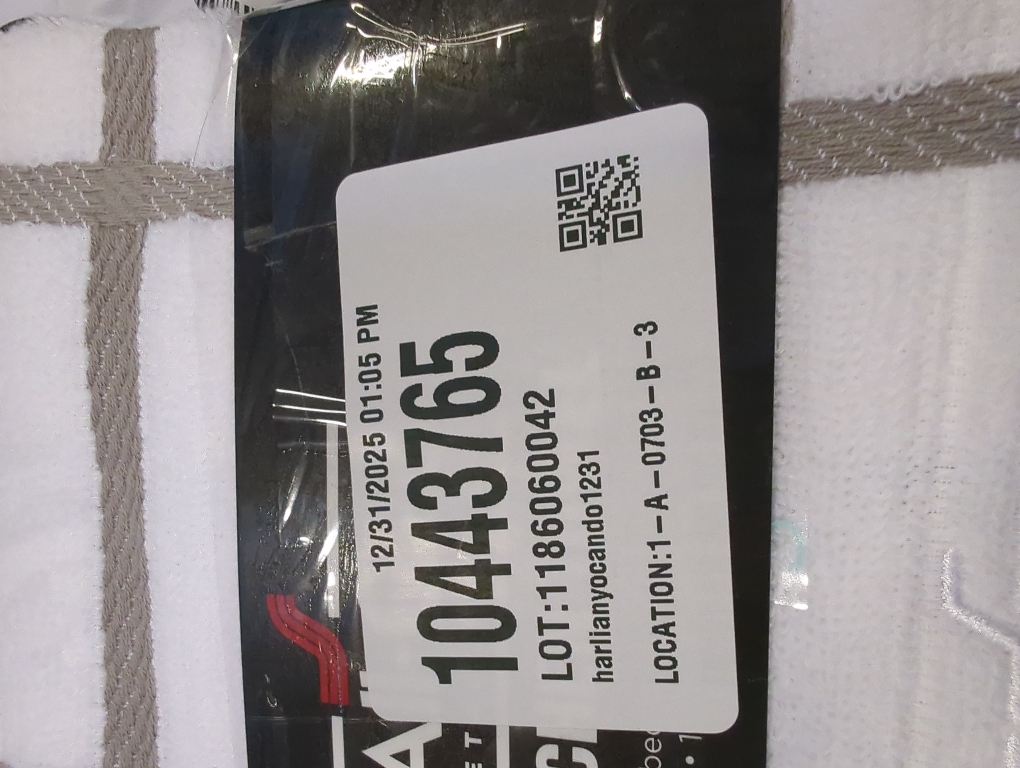 12/31/2025 01:05 PM
10443765
LOT:1186060042
harlianyocando1231
LOCATION:1-A-0703-B-3